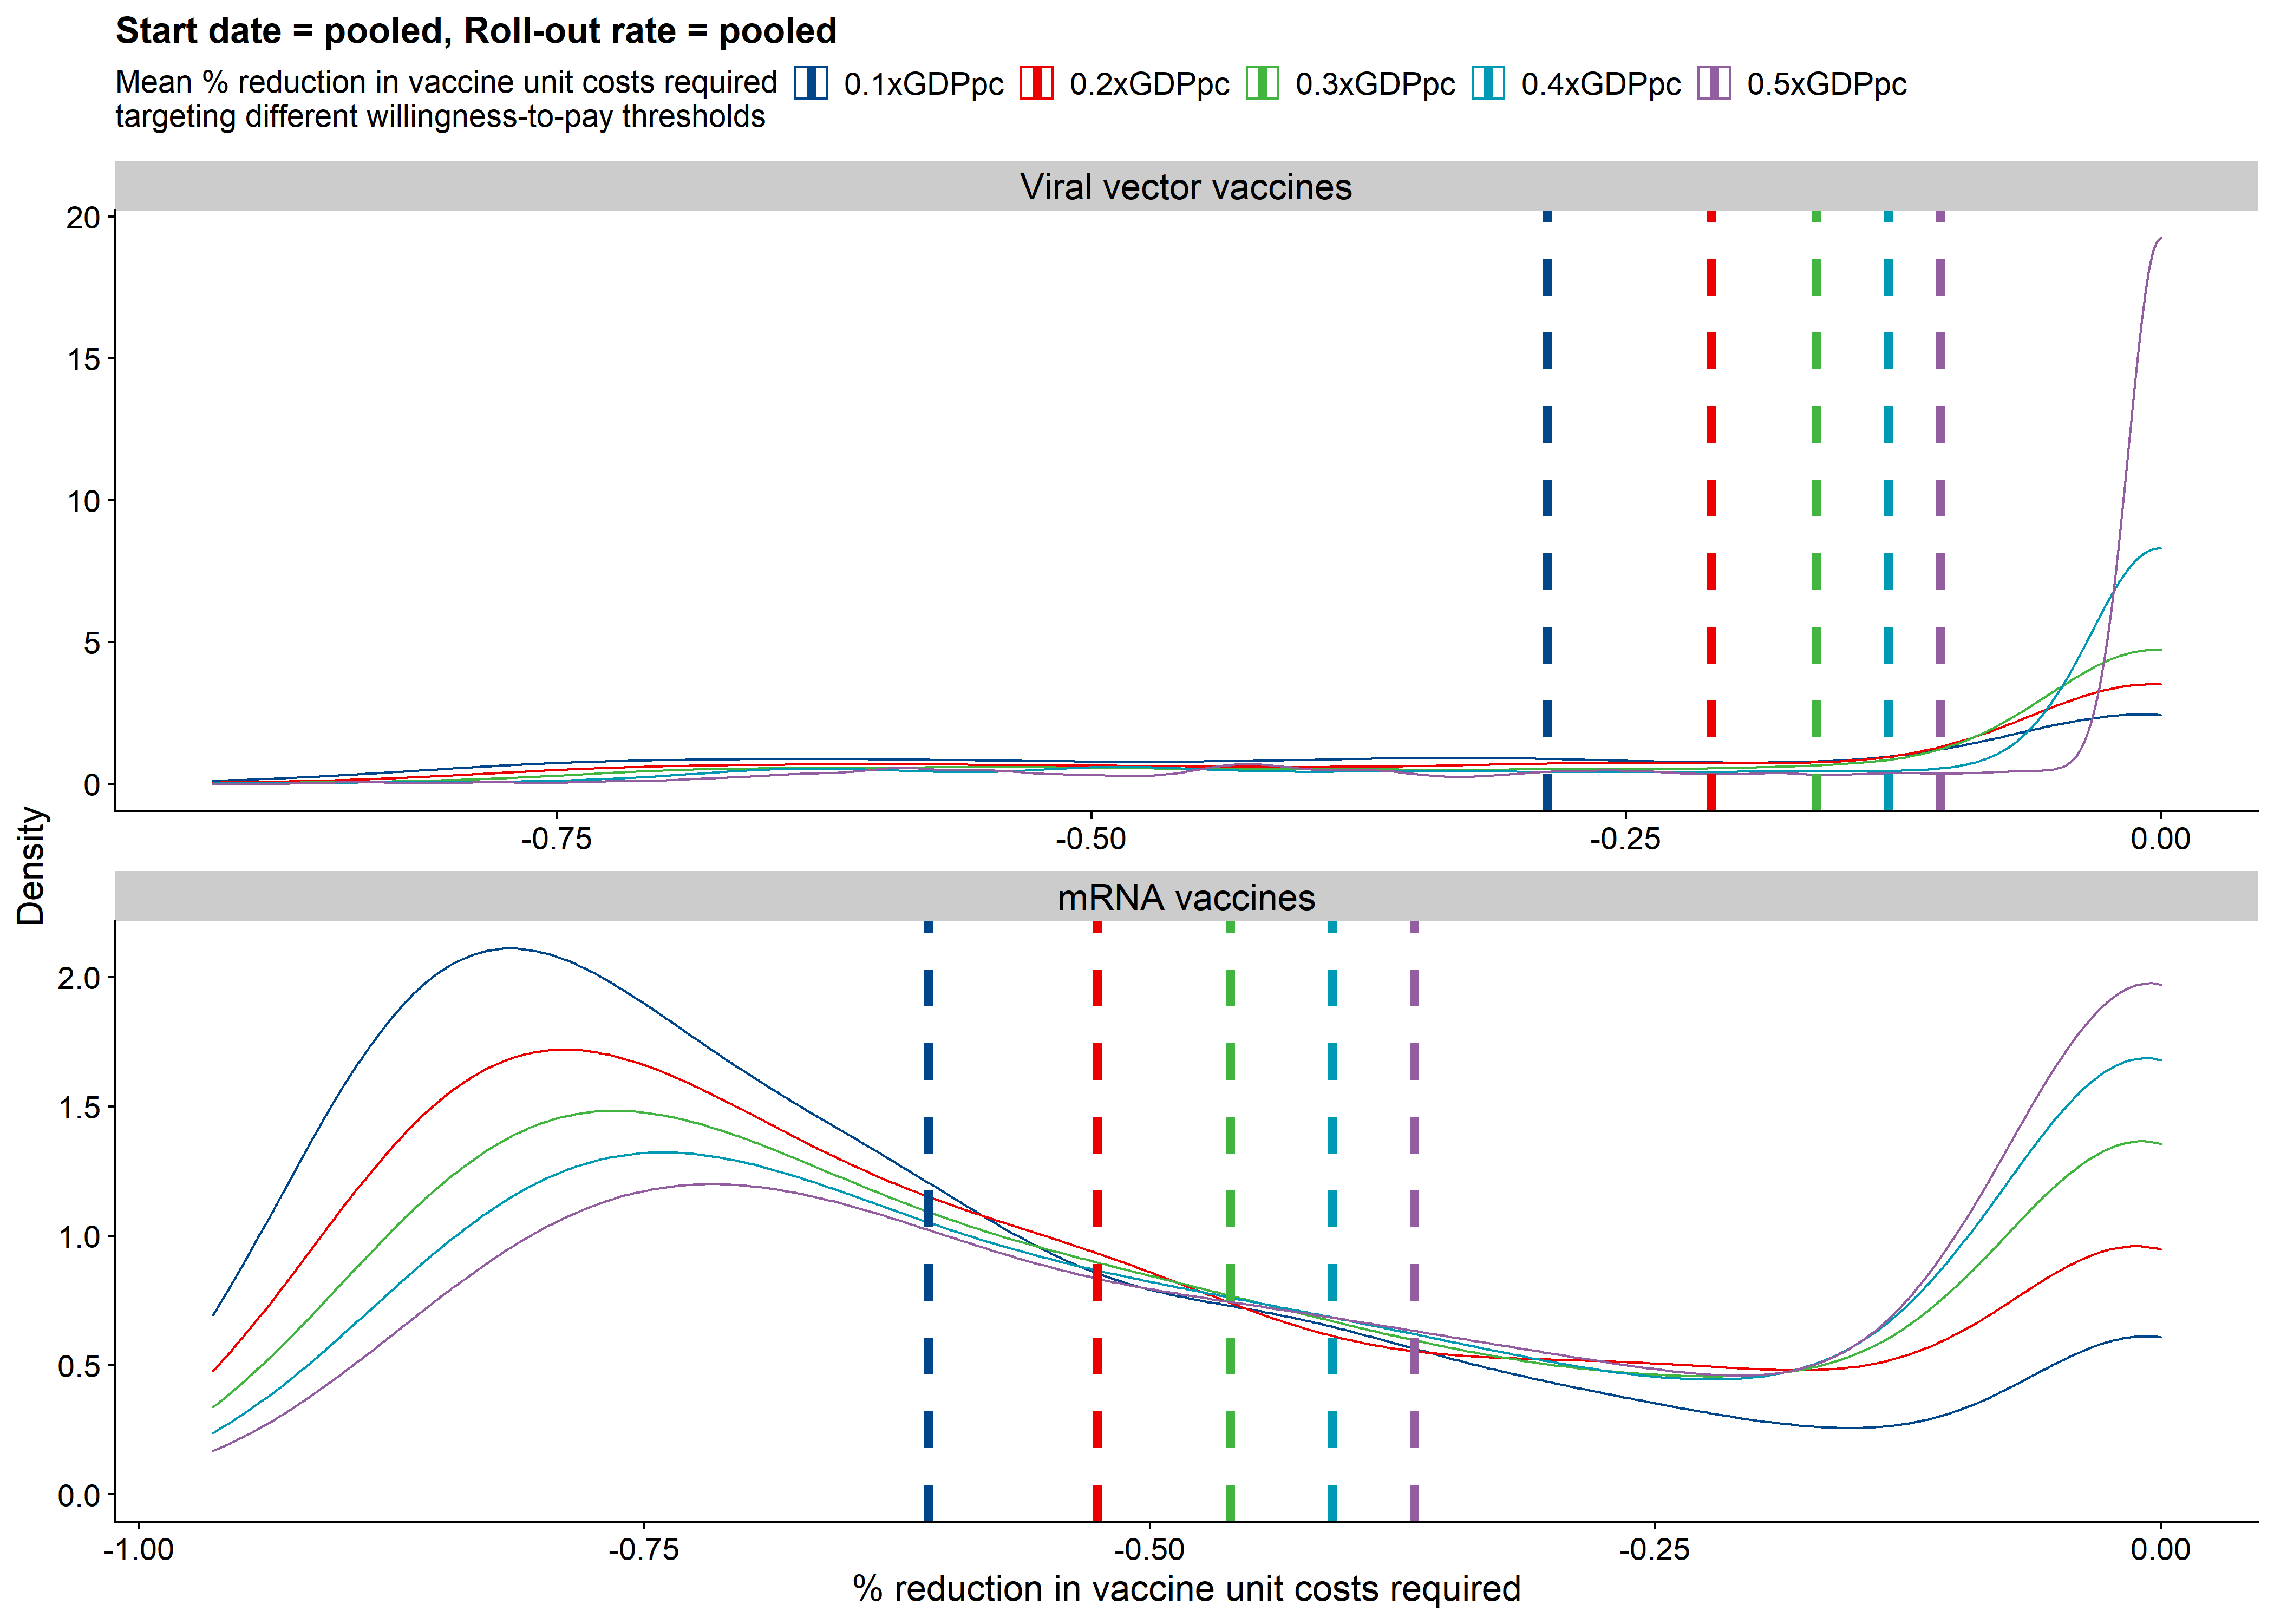 Start date = pooled, Roll-out rate = pooled
Mean % reduction in vaccine unit costs required
targeting different willingness-to-pay thresholds
0.1xGDPpc 0.2xGDPpc 0.3xGDPpc 0.4xGDPpc 0.5xGDPpc
Viral vector vaccines
20
15
10
5
0
-0.75 -0.50 -0.25 0.00
Density
mRNA vaccines
2.0
1.5
1.0
0.5
0.0
-1.00 -0.75 -0.50 -0.25 0.00
% reduction in vaccine unit costs required